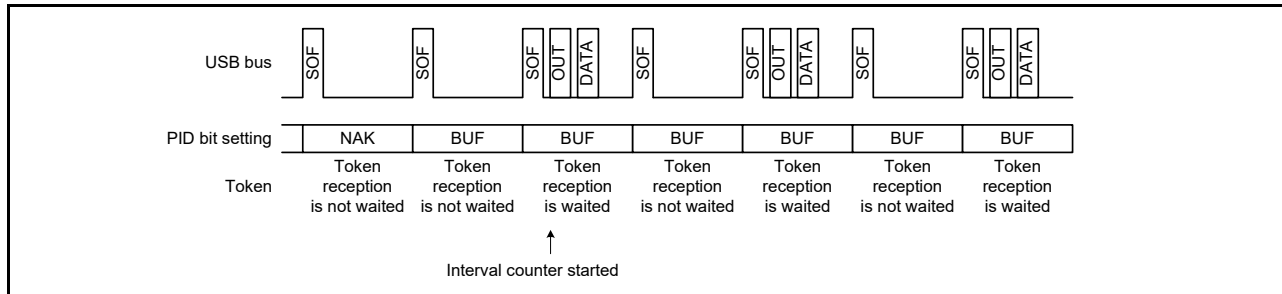 USB bus
SOF SOF SOF OUT DATA SOF SOF OUT DATA SOF SOF OUT DATA
PID bit setting NAK BUF BUF BUF BUF BUF BUF
Token
Token reception is not waited
Token reception is not waited
Token reception is waited
Token reception is not waited
Token reception is waited
Token reception is not waited
Token reception is waited
Interval counter started